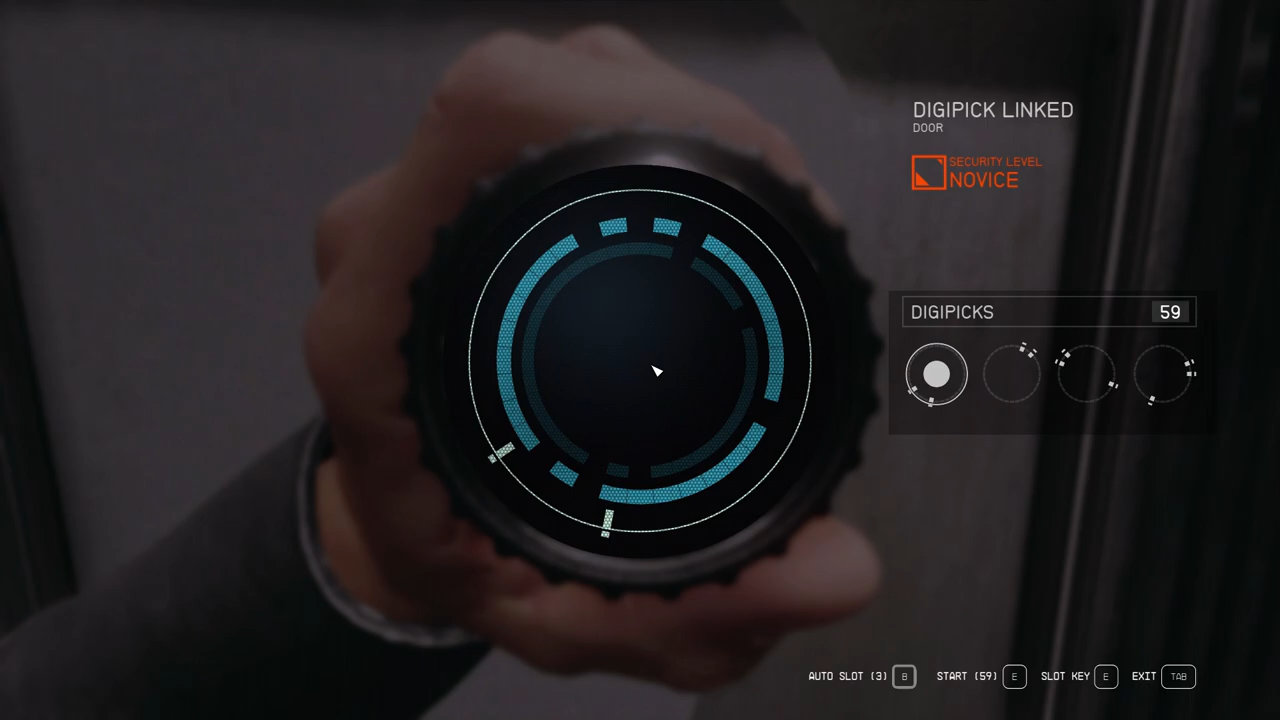 DIGIPICK LINKED
DOOR
SECURITY LEVEL
NOVICE
DIGIPICKS 59
AUTO SLOT (3) B START (59) E SLOT KEY E EXIT TAB